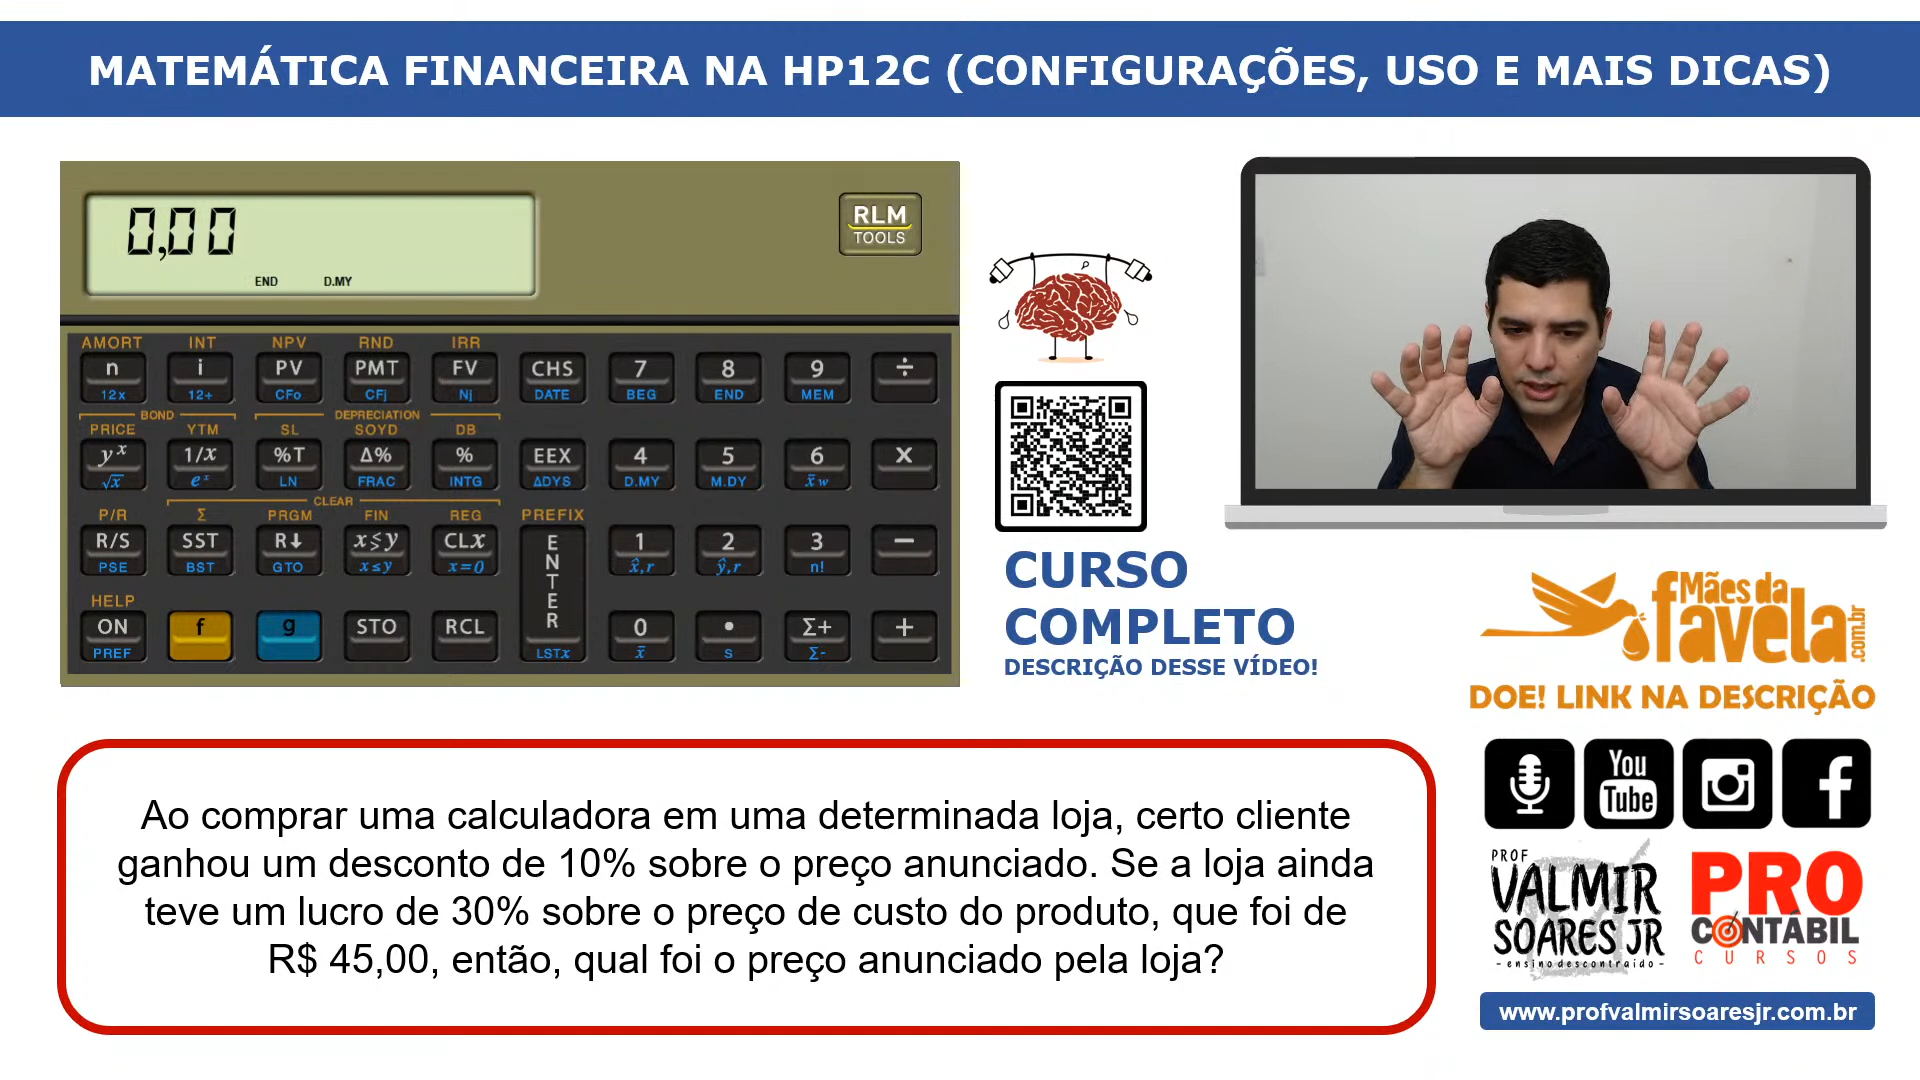 MATEMÁTICA FINANCEIRA NA HP12C (CONFIGURAÇÕES, USO E MAIS DICAS)
0,00
END D.MY
RLM
TOOLS
AMORT INT NPV RND IRR
n i PV PMT FV CHS 7 8 9 ÷
12x 12÷ CFo CFj Nj DATE BEG END MEM
BOND DEPRECIATION
PRICE YTM SL SOYD DB
yx 1/x %T Δ% % EEX 4 5 6 X
√x ex LN FRAC INTG ΔDYS D.MY M.DY x̄w
CLEAR
P/R Σ PRGM FIN REG PREFIX
R/S SST R↓ x≶y CLx ENTER 1 2 3 −
PSE BST GTO x≤y x=0 x̂,r ŷ,r n!
HELP
ON f g STO RCL 0 • Σ+ +
PREF LSTx x̄ s Σ-
CURSO
COMPLETO
DESCRIÇÃO DESSE VÍDEO!
Mães da
favela
.com.br
DOE! LINK NA DESCRIÇÃO
You
Tube
PROF
VALMIR
SOARES JR
- ensino descontraído -
PRO
CONTÁBIL
CURSOS
www.profvalmirsoaresjr.com.br
Ao comprar uma calculadora em uma determinada loja, certo cliente
ganhou um desconto de 10% sobre o preço anunciado. Se a loja ainda
teve um lucro de 30% sobre o preço de custo do produto, que foi de
R$ 45,00, então, qual foi o preço anunciado pela loja?